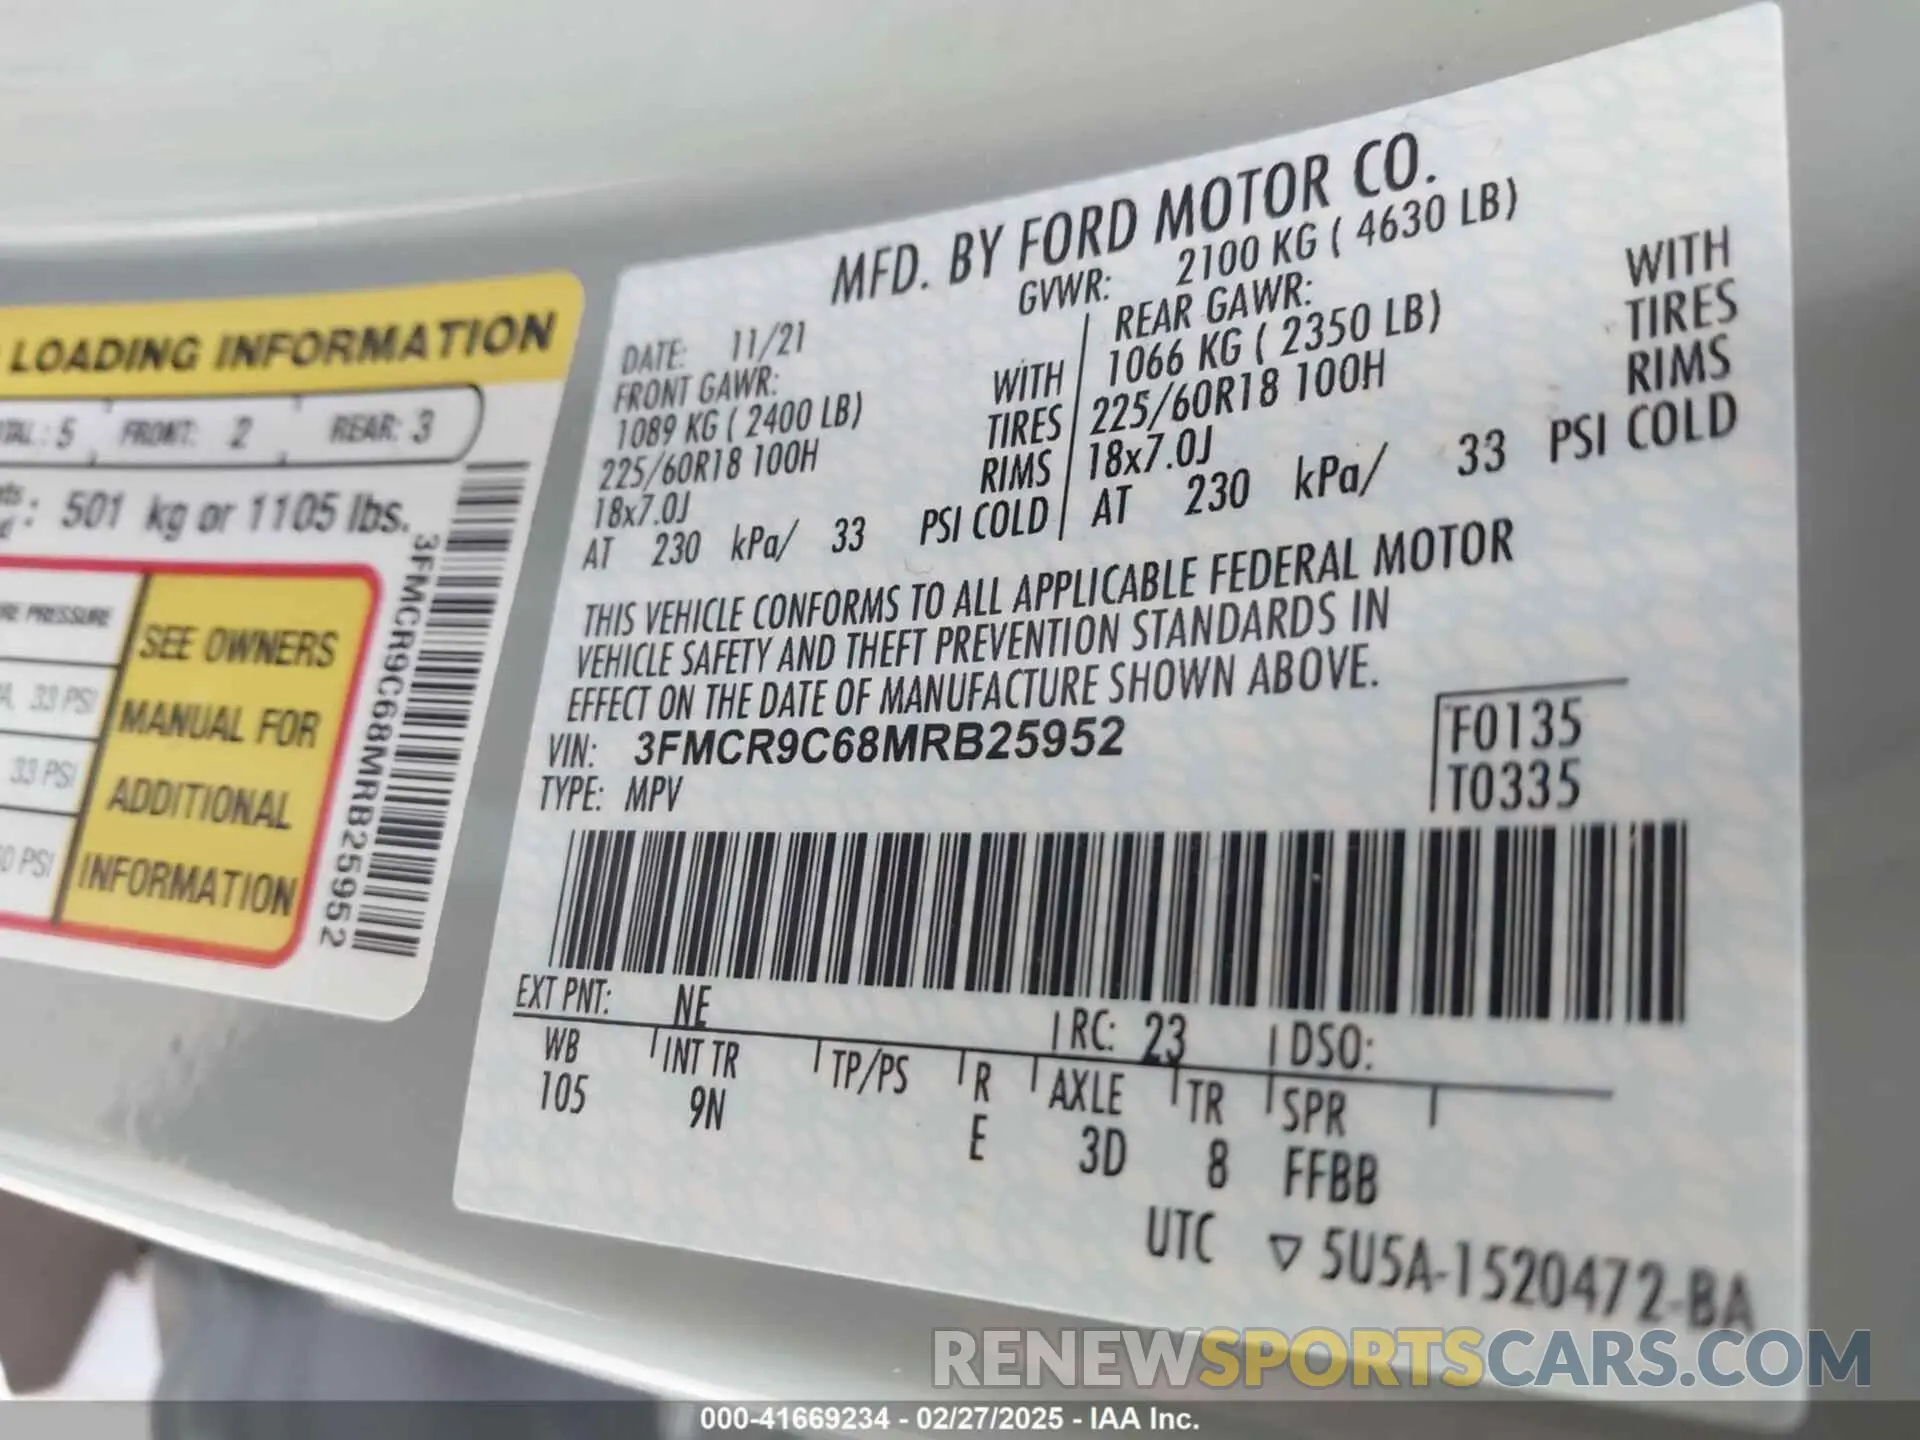 LOADING INFORMATION
FRONT: 2 REAR: 3
501 kg or 1105 lbs.
PRESSURE
33 PSI
33 PSI
PSI
SEE OWNERS
MANUAL FOR
ADDITIONAL
INFORMATION
3FMCR9C68MRB25952
MFD. BY FORD MOTOR CO.
GVWR: 2100 KG ( 4630 LB)
DATE: 11/21
FRONT GAWR:
1089 KG ( 2400 LB) WITH
225/60R18 100H TIRES
18x7.0J RIMS
AT 230 kPa/ 33 PSI COLD
REAR GAWR:
1066 KG ( 2350 LB) WITH
225/60R18 100H TIRES
18x7.0J RIMS
AT 230 kPa/ 33 PSI COLD
THIS VEHICLE CONFORMS TO ALL APPLICABLE FEDERAL MOTOR
VEHICLE SAFETY AND THEFT PREVENTION STANDARDS IN
EFFECT ON THE DATE OF MANUFACTURE SHOWN ABOVE.
VIN: 3FMCR9C68MRB25952
TYPE: MPV
F0135
T0335
EXT PNT: NE RC: 23 DSO:
WB INT TR TP/PS R AXLE TR SPR
105 9N E 3D 8 FFBB
UTC ▽ 5U5A-1520472-BA
RENEWSPORTSCARS.COM
000-41669234 - 02/27/2025 - IAA Inc.